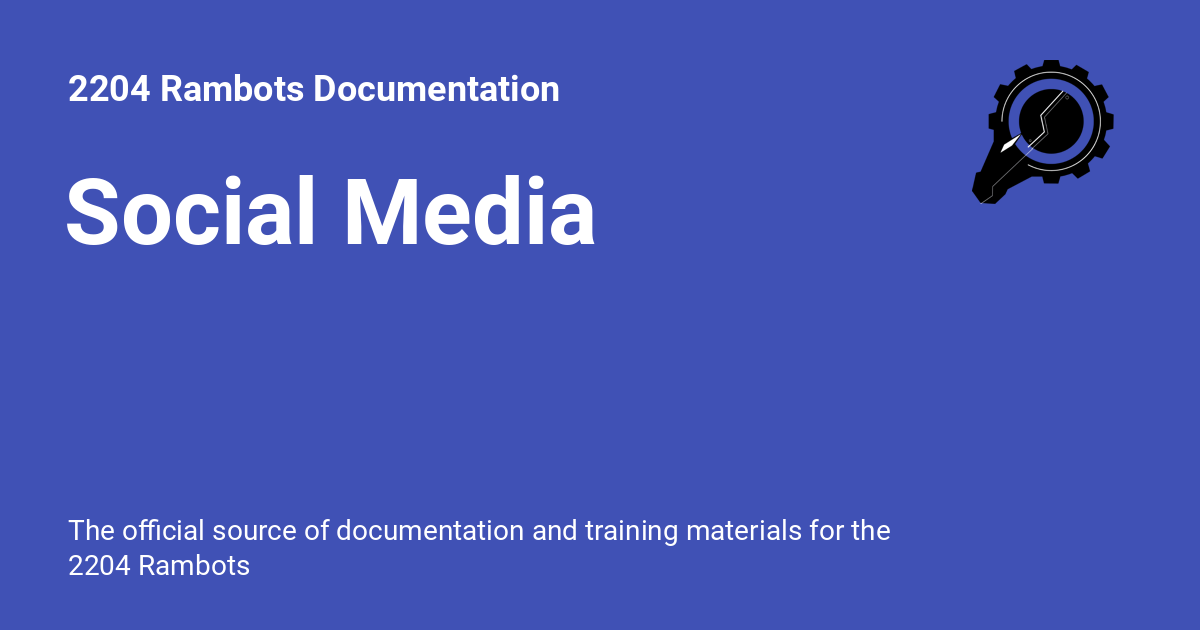 2204 Rambots Documentation
Social Media
The official source of documentation and training materials for the
2204 Rambots